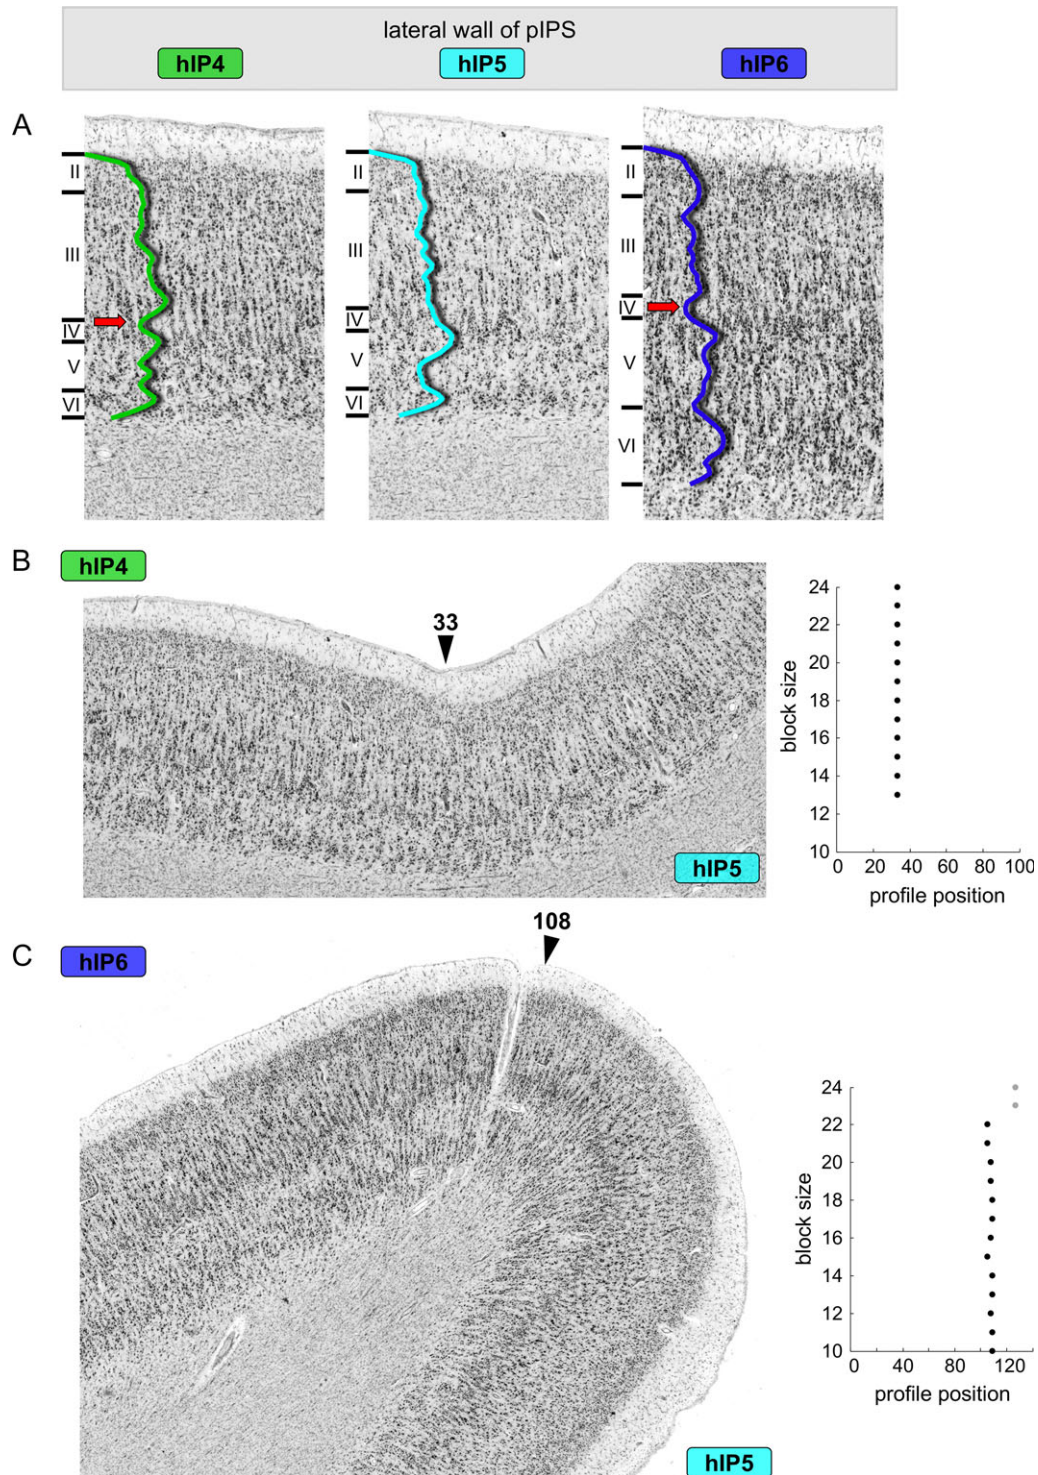 lateral wall of pIPS
hIP4 hIP5 hIP6
A
II
III
IV
V
VI
II
III
IV
V
VI
II
III
IV
V
VI
B
hIP4
33
hIP5
24
22
20
18
16
14
12
10
block size
0 20 40 60 80 100
profile position
C
hIP6
108
hIP5
24
22
20
18
16
14
12
10
block size
0 40 80 120
profile position